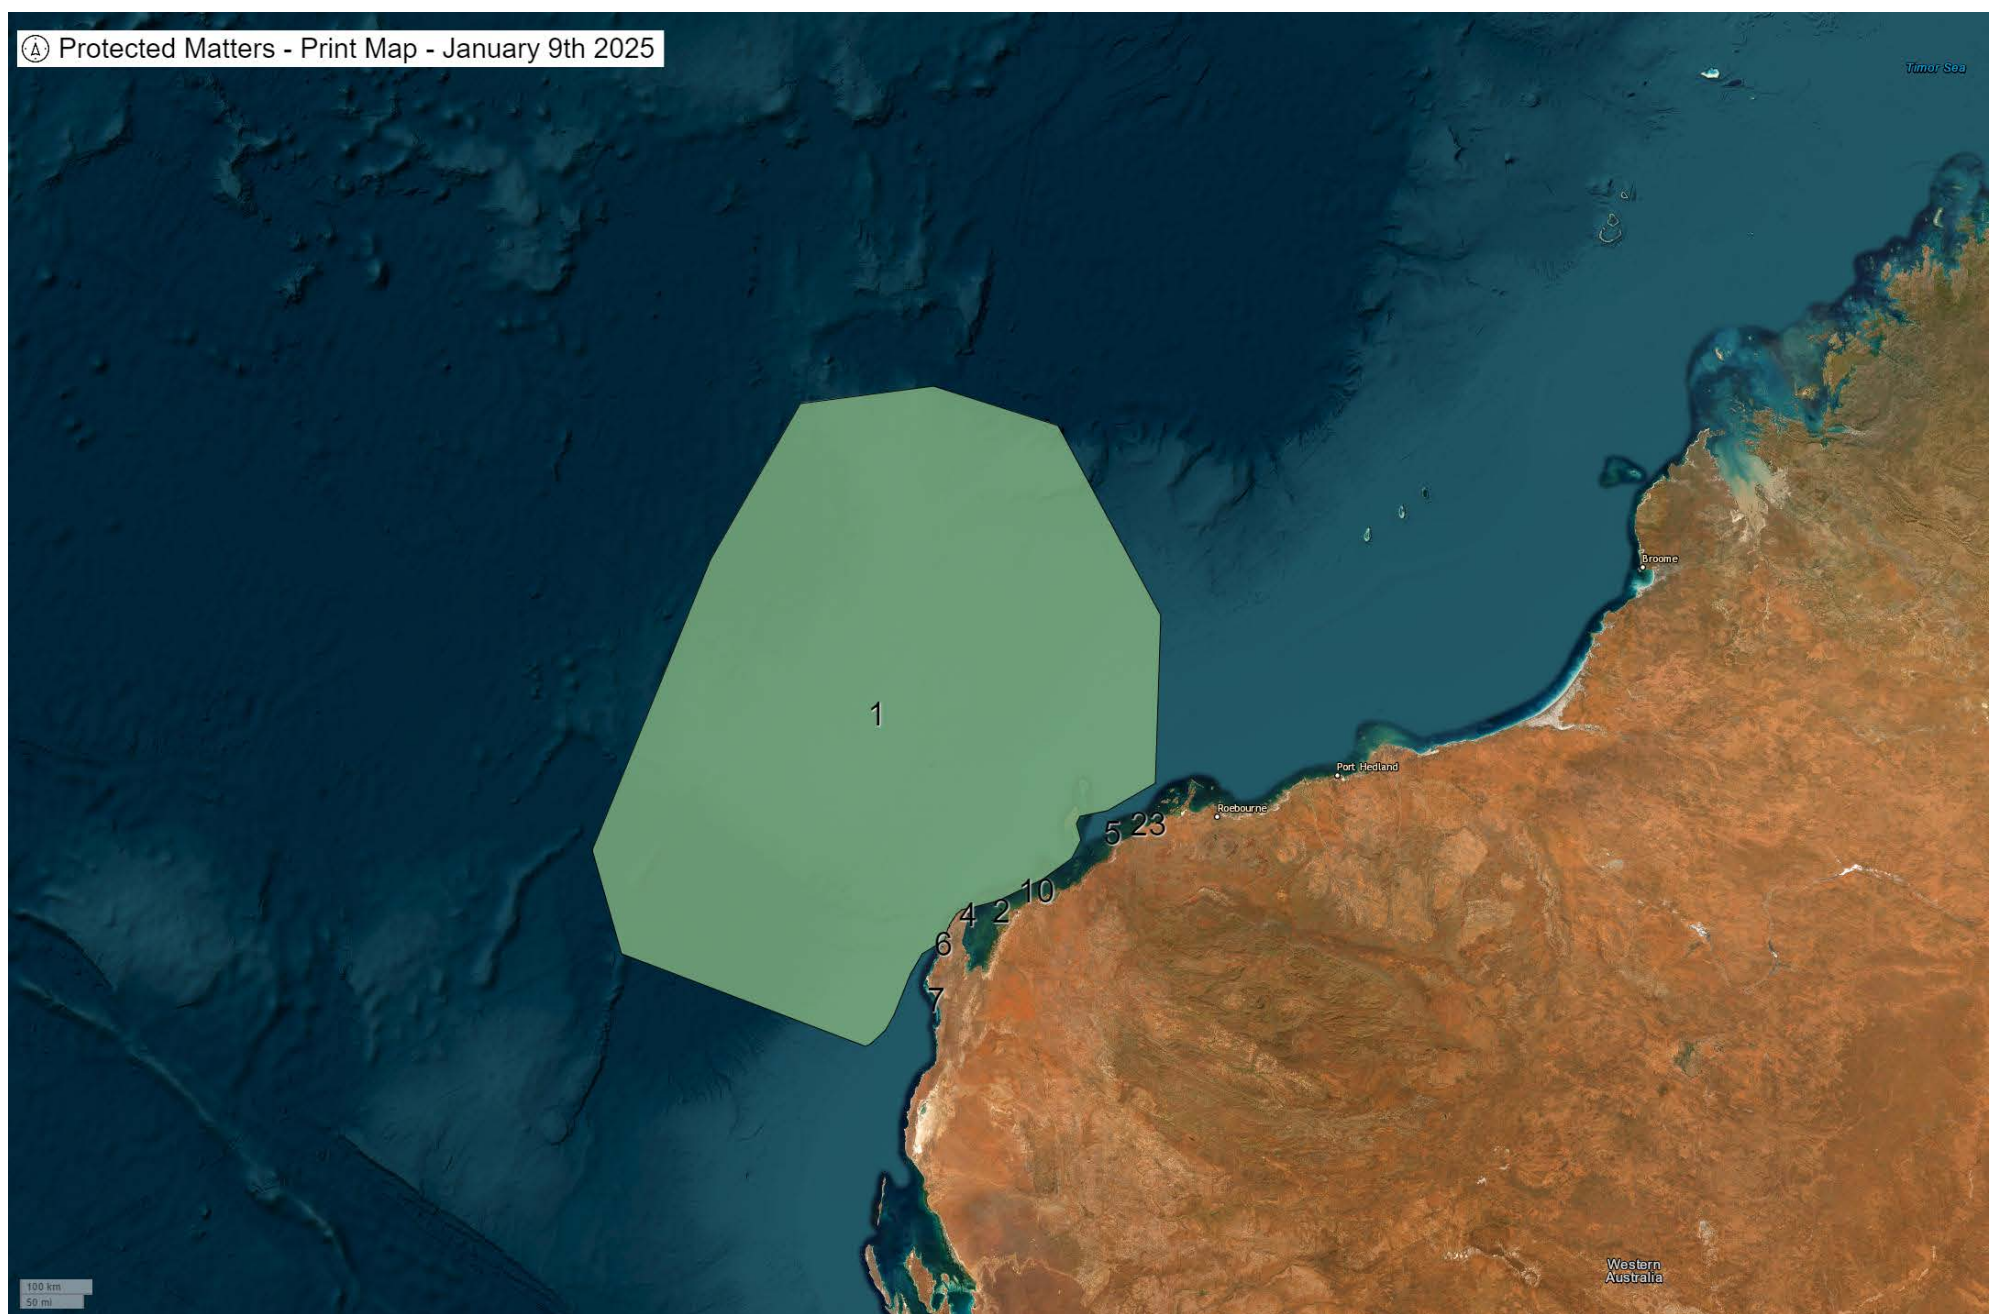 Protected Matters - Print Map - January 9th 2025
Timor Sea
Broome
1
Port Hedland
Roebourne
5
23
10
4
2
6
7
Western
Australia
100 km
50 mi